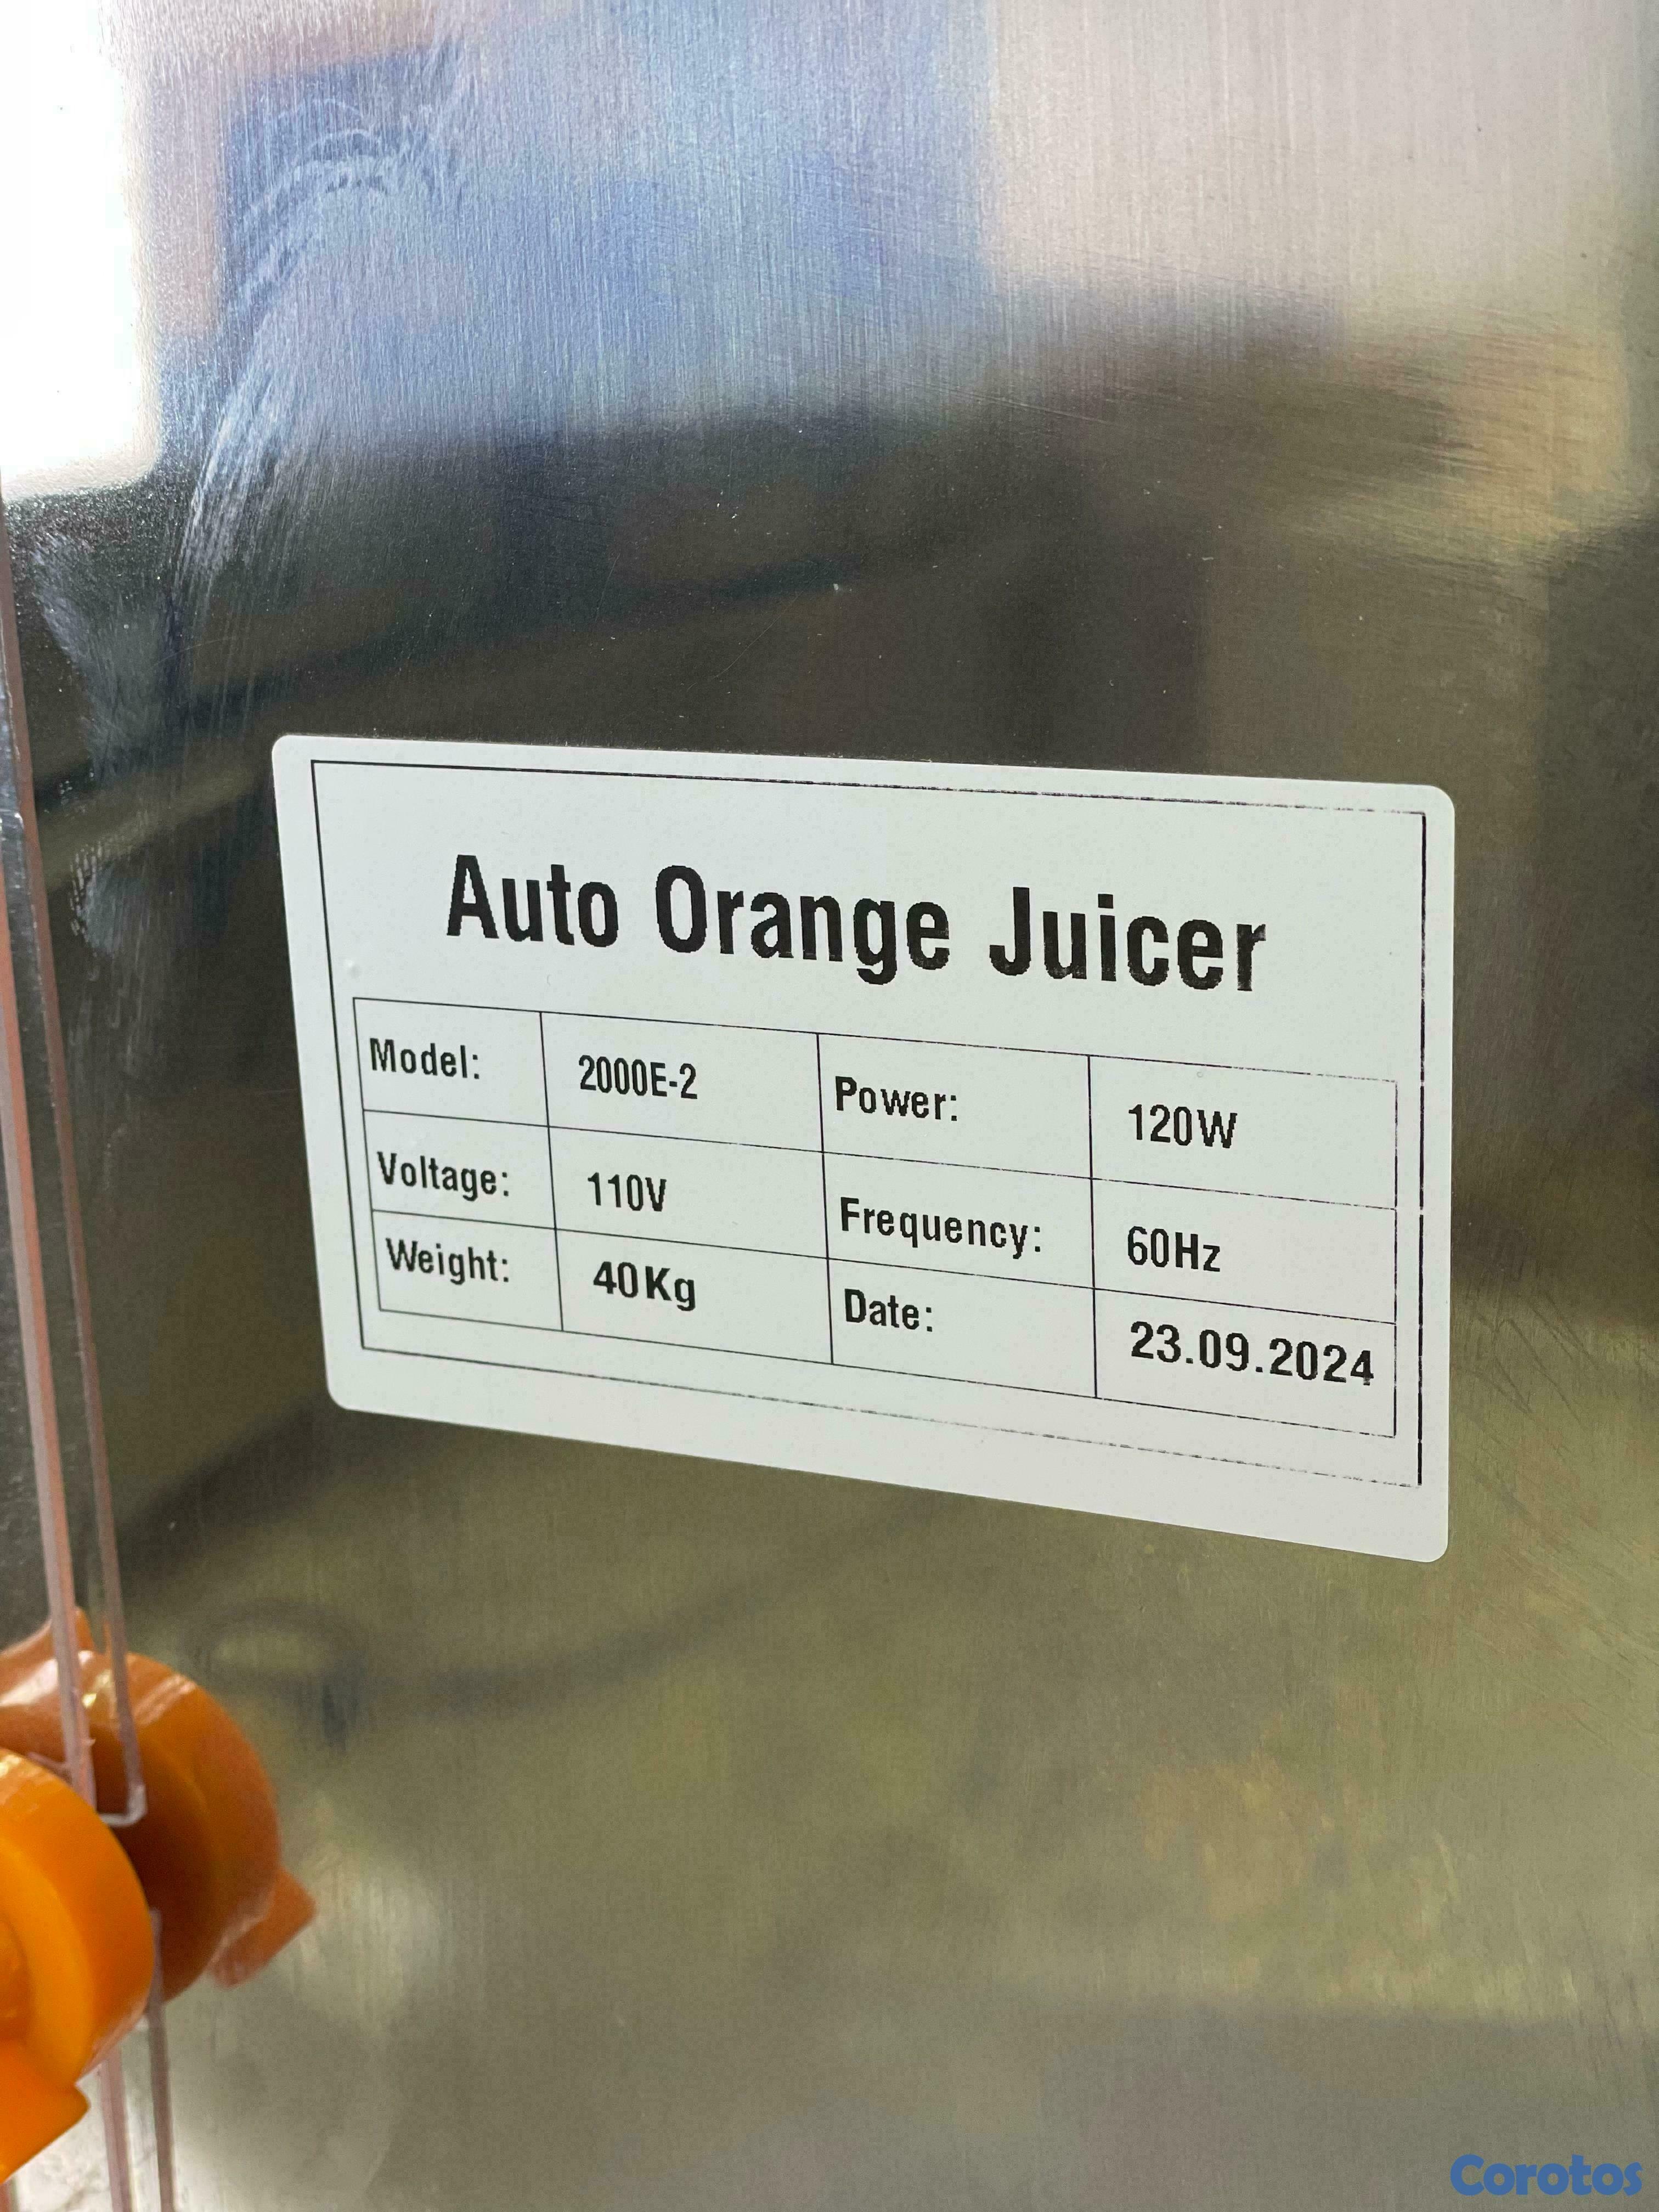 Auto Orange Juicer
Model: 2000E-2 Power: 120W
Voltage: 110V Frequency: 60Hz
Weight: 40Kg Date: 23.09.2024
Corotos